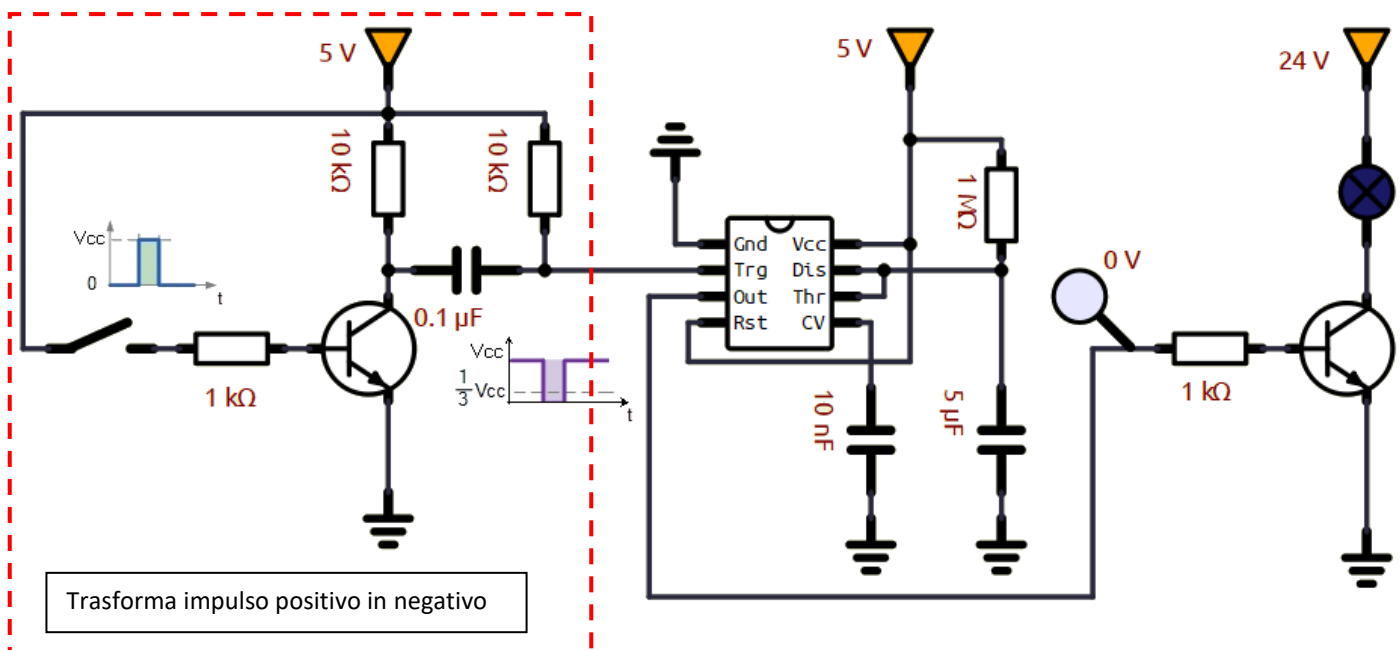 5 V
5 V
24 V
10 kΩ
10 kΩ
1 MΩ
Vcc
0
t
0.1 µF
1 kΩ
Vcc
1/3 Vcc
t
Gnd Vcc
Trg Dis
Out Thr
Rst CV
0 V
1 kΩ
10 nF
5 µF
Trasforma impulso positivo in negativo